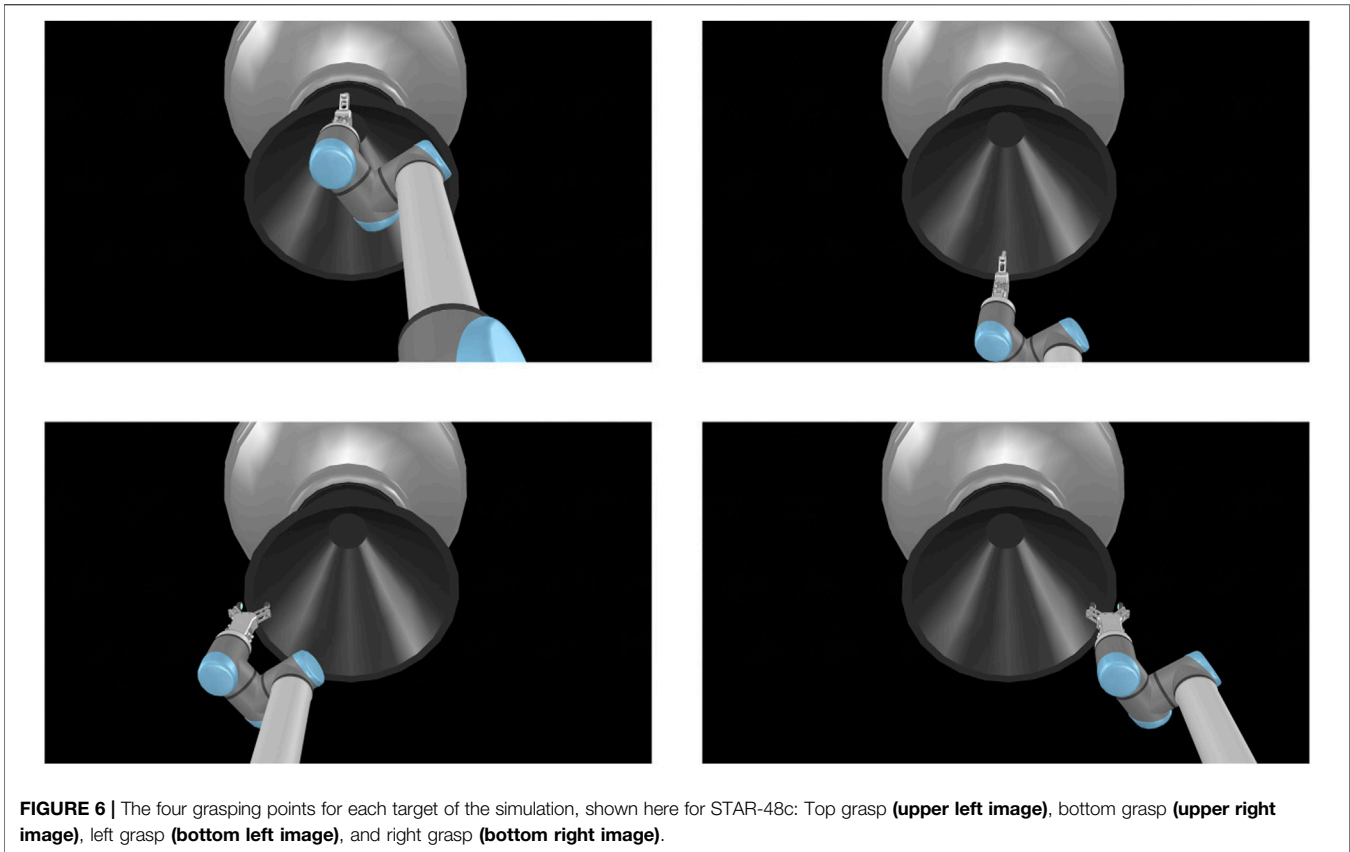 FIGURE 6 | The four grasping points for each target of the simulation, shown here for STAR-48c: Top grasp (upper left image), bottom grasp (upper right
image), left grasp (bottom left image), and right grasp (bottom right image).